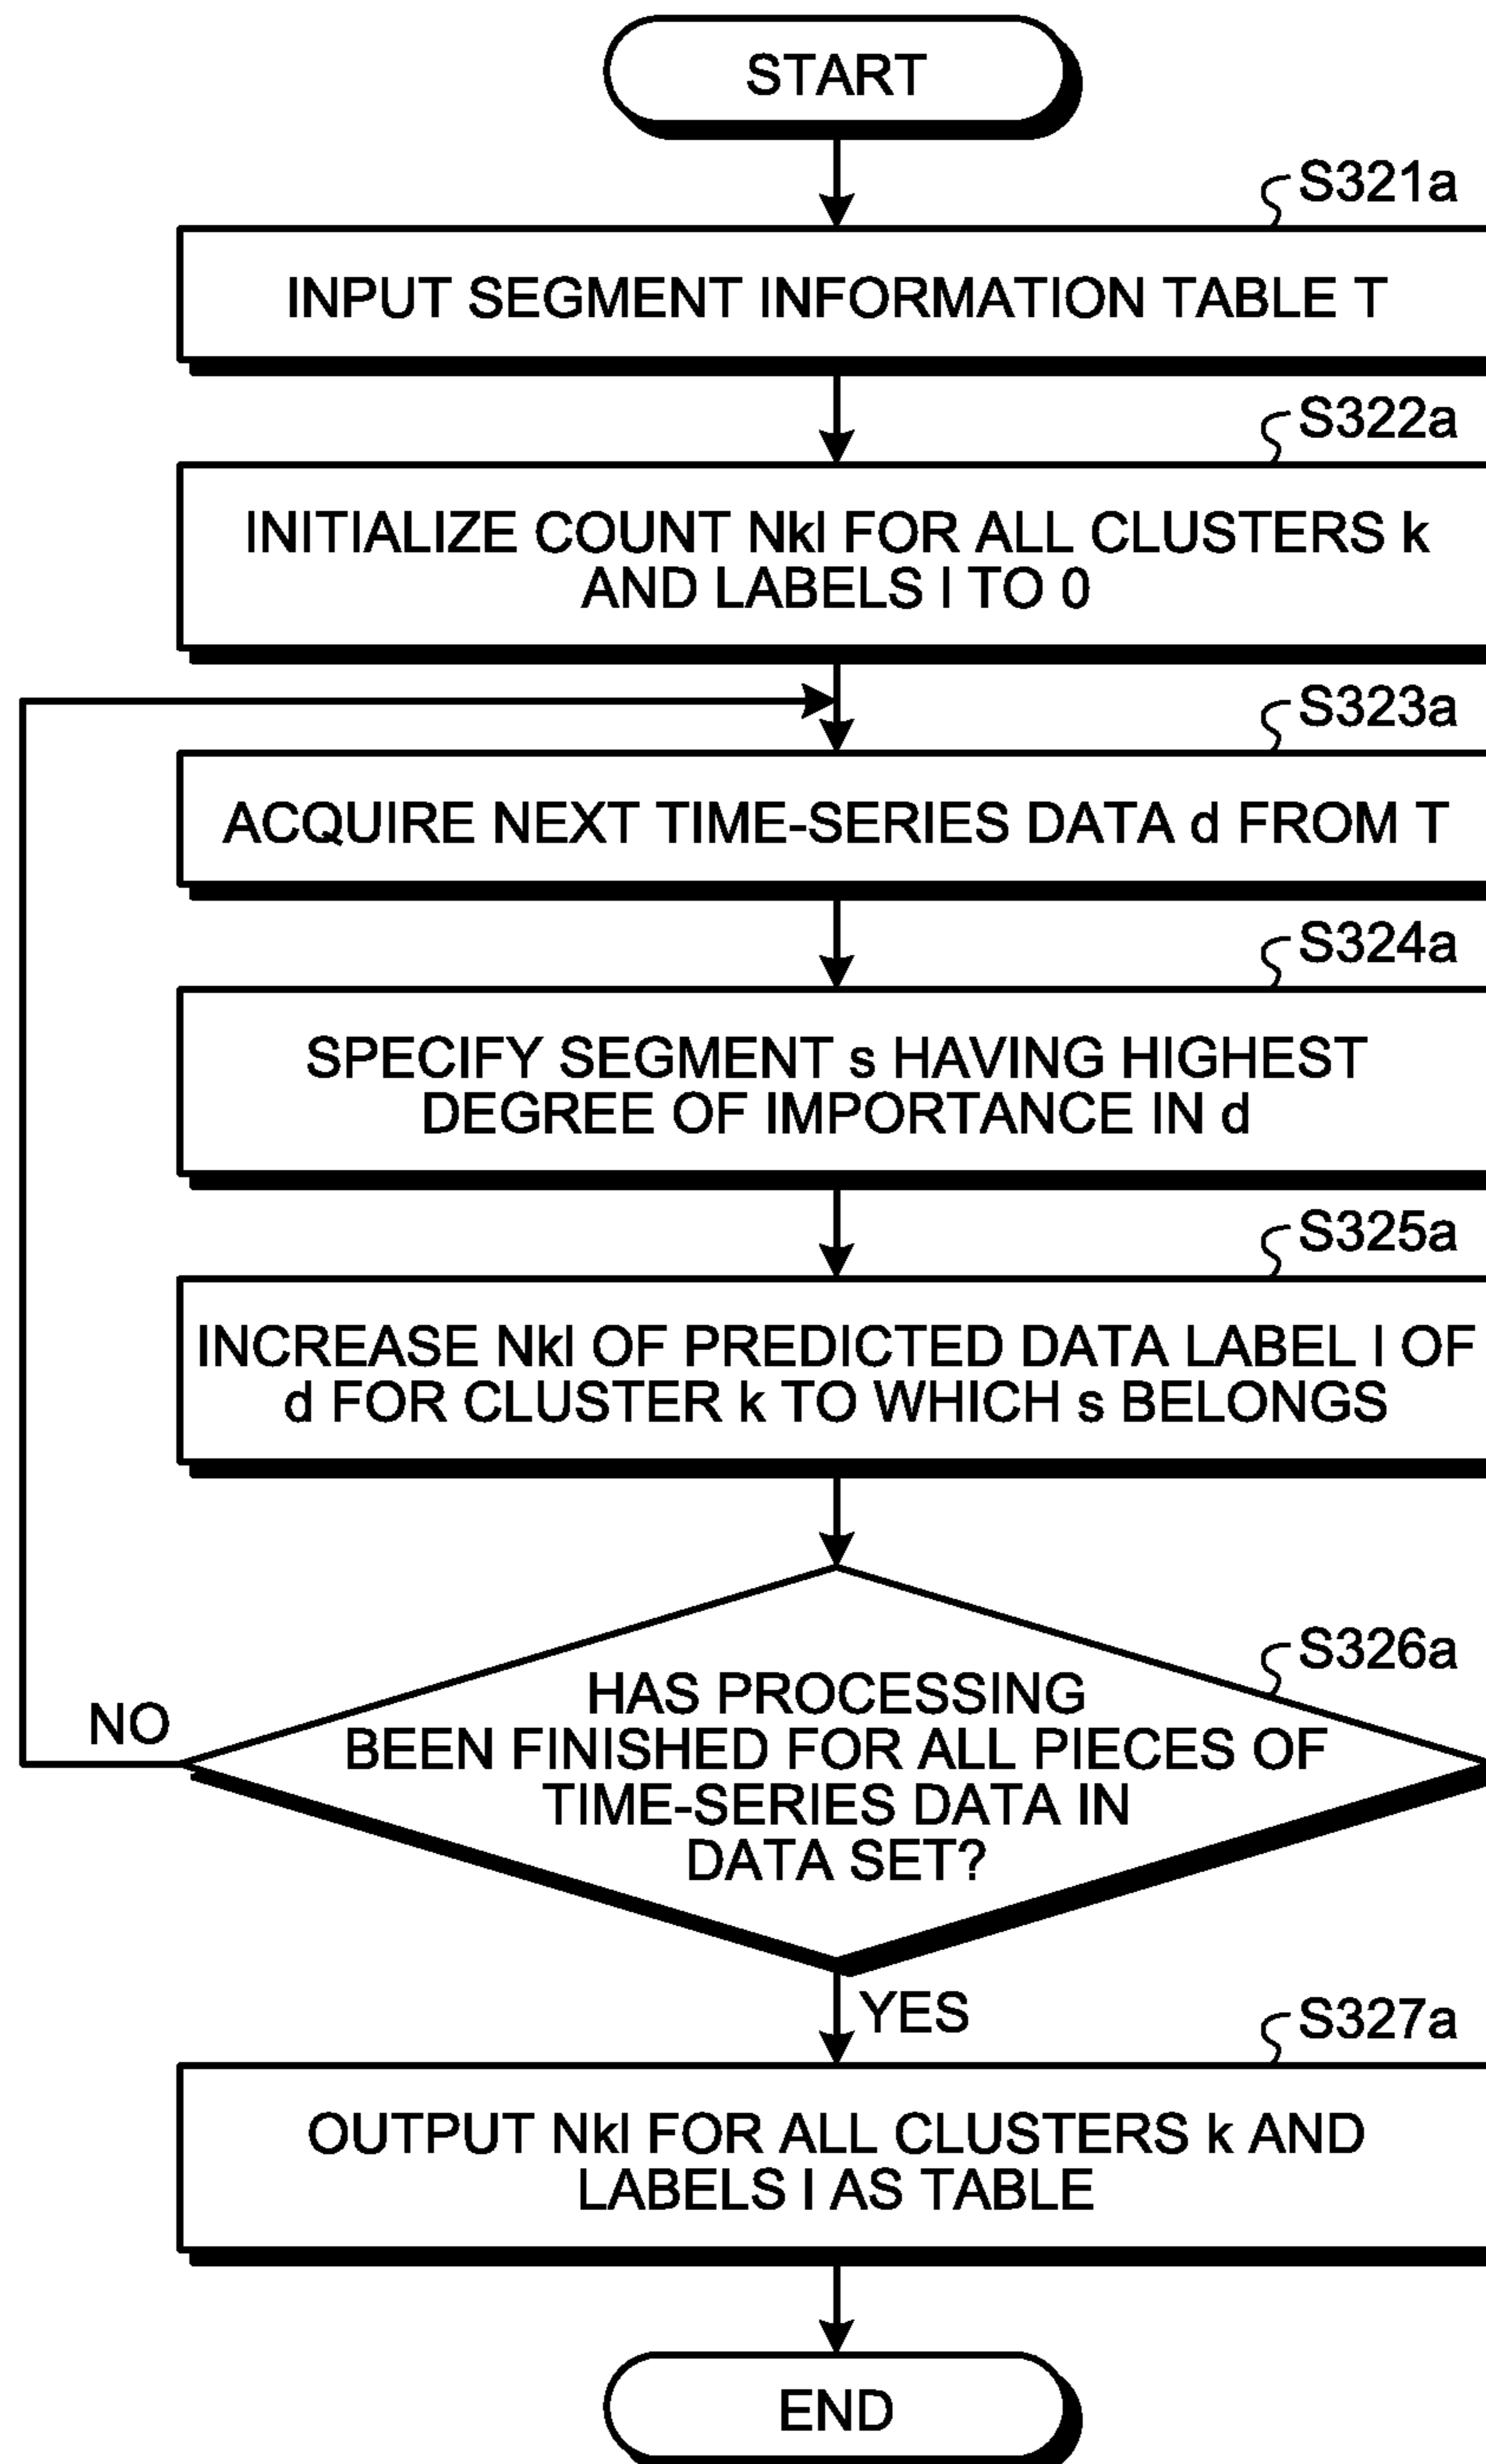 START
S321a
INPUT SEGMENT INFORMATION TABLE T
S322a
INITIALIZE COUNT Nkl FOR ALL CLUSTERS k
AND LABELS l TO 0
S323a
ACQUIRE NEXT TIME-SERIES DATA d FROM T
S324a
SPECIFY SEGMENT s HAVING HIGHEST
DEGREE OF IMPORTANCE IN d
S325a
INCREASE Nkl OF PREDICTED DATA LABEL l OF
d FOR CLUSTER k TO WHICH s BELONGS
S326a
HAS PROCESSING
BEEN FINISHED FOR ALL PIECES OF
TIME-SERIES DATA IN
DATA SET?
NO
YES
S327a
OUTPUT Nkl FOR ALL CLUSTERS k AND
LABELS l AS TABLE
END